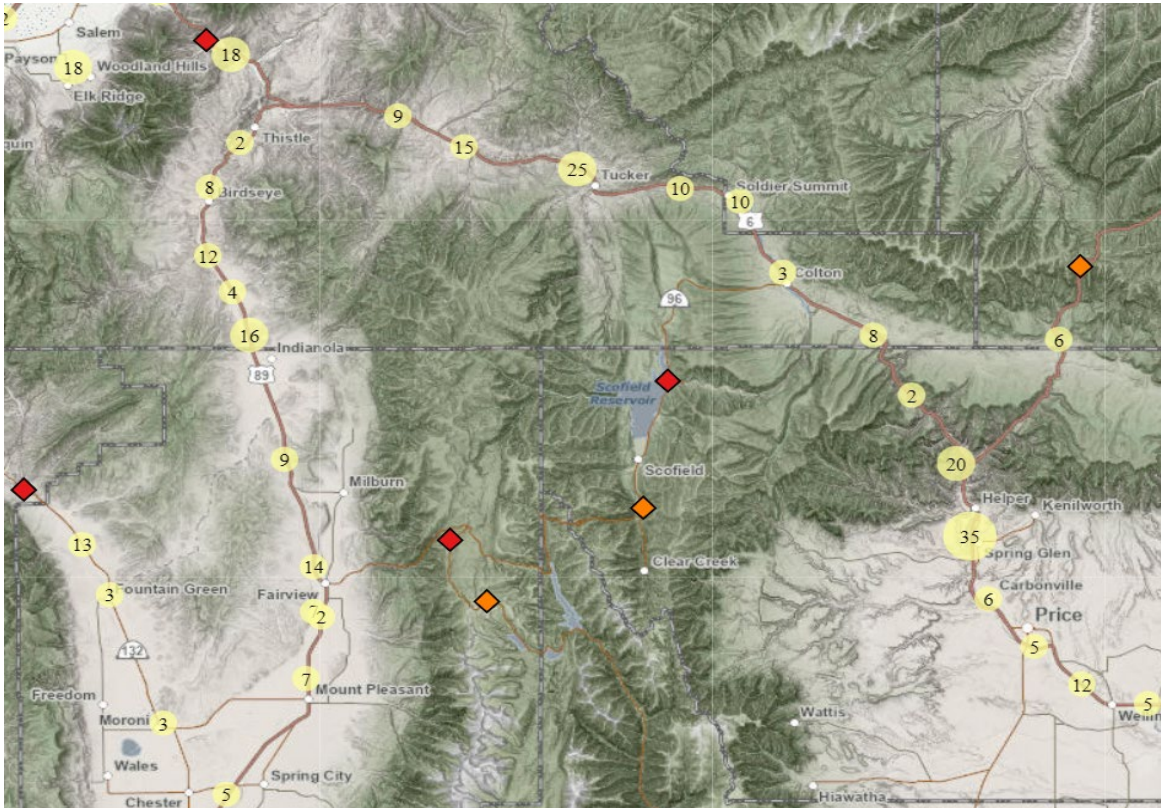 2
Salem
18
Payson
18
Woodland Hills
Elk Ridge
quin
9
2
Thistle
15
25
Tucker
8
Birdseye
10
Soldier Summit
10
6
12
3
Colton
4
96
16
8
6
Indianola
89
Scofield
Reservoir
2
9
20
Scofield
Milburn
Helper
Kenilworth
13
35
Spring Glen
14
Clear Creek
3
Fountain Green
Fairview
Carbonville
6
2
Price
132
5
7
Mount Pleasant
12
Freedom
Moroni
3
5
Wattis
Wales
Spring City
Chester
5
Hiawatha